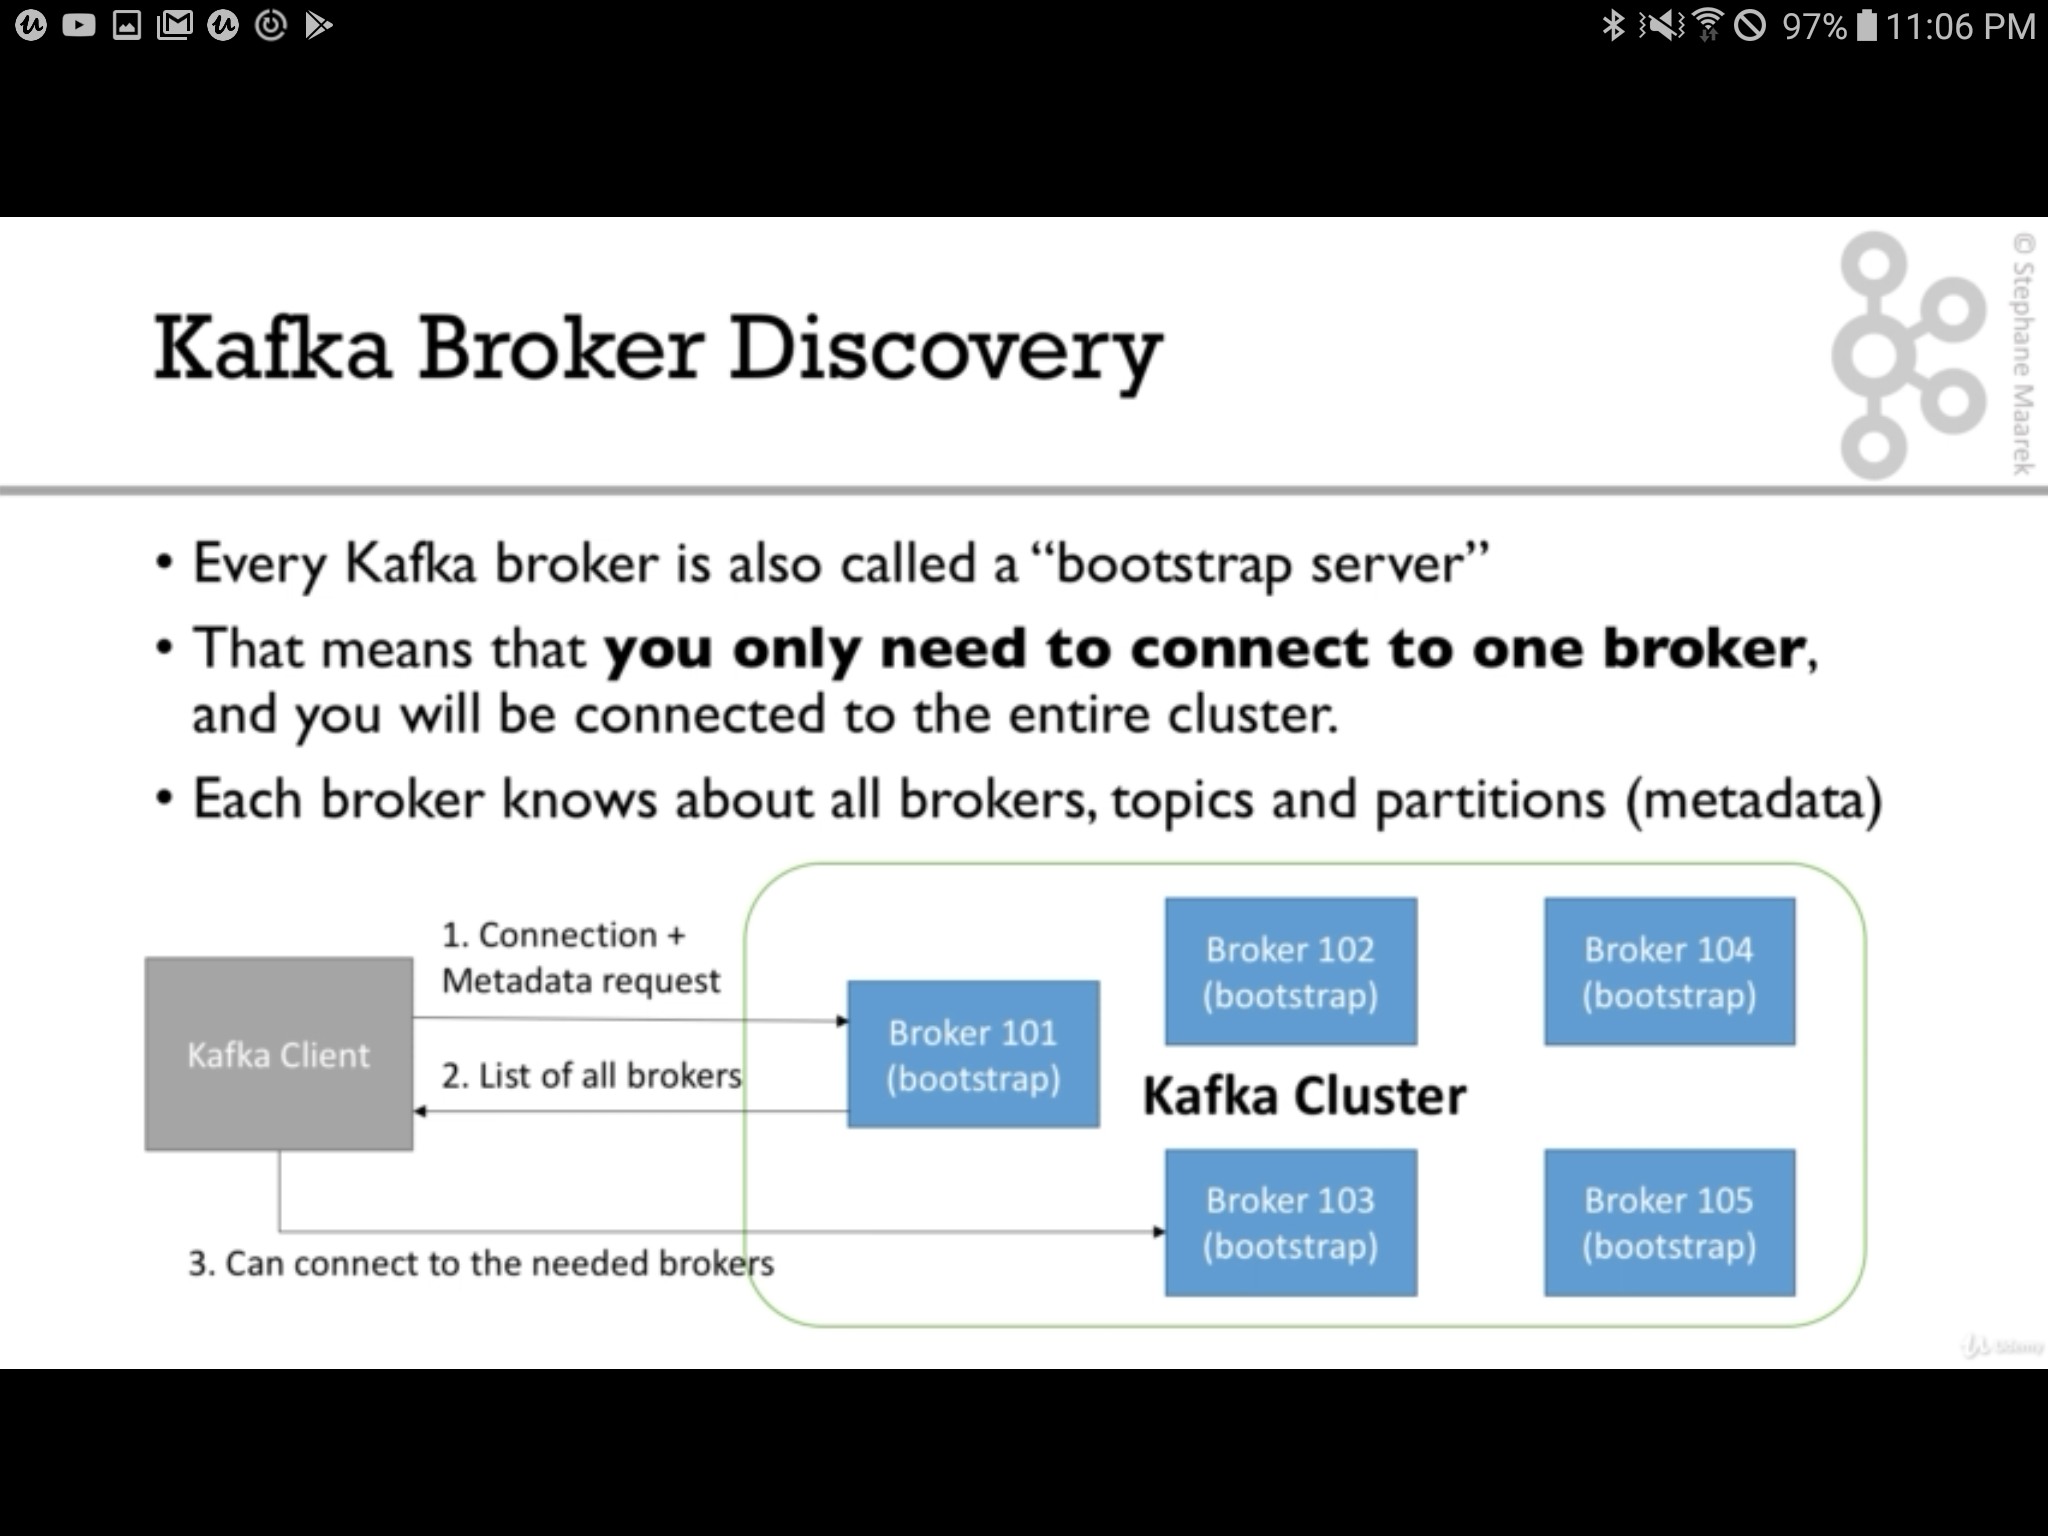 97% 11:06 PM
© Stephane Maarek
Kafka Broker Discovery
• Every Kafka broker is also called a “bootstrap server”
• That means that you only need to connect to one broker,
and you will be connected to the entire cluster.
• Each broker knows about all brokers, topics and partitions (metadata)
1. Connection +
Metadata request
Kafka Client
2. List of all brokers
3. Can connect to the needed brokers
Broker 101
(bootstrap)
Broker 102
(bootstrap)
Broker 104
(bootstrap)
Kafka Cluster
Broker 103
(bootstrap)
Broker 105
(bootstrap)
Udemy